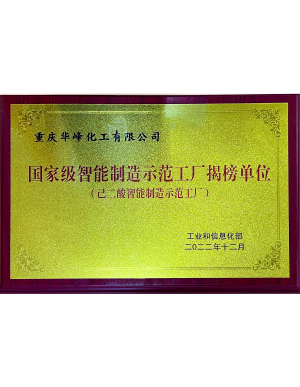 重庆华峰化工有限公司
国家级智能制造示范工厂揭榜单位
（己二酸智能制造示范工厂）
工业和信息化部
二〇二二年十二月